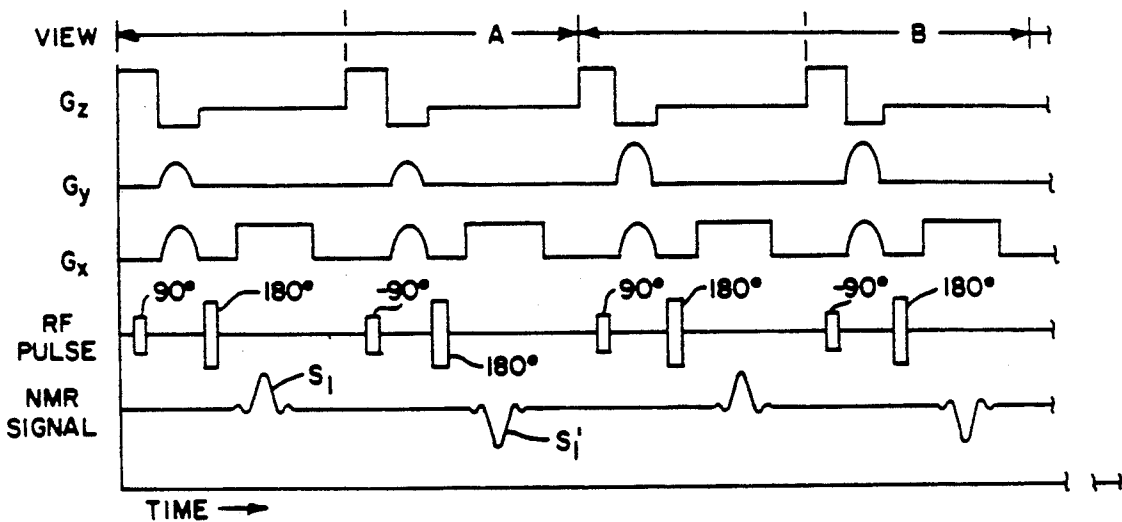 VIEW A B
Gz
Gy
Gx
90° 180° -90° 180° 90° 180° -90° 180°
RF
PULSE
NMR
SIGNAL
S1 S1'
TIME